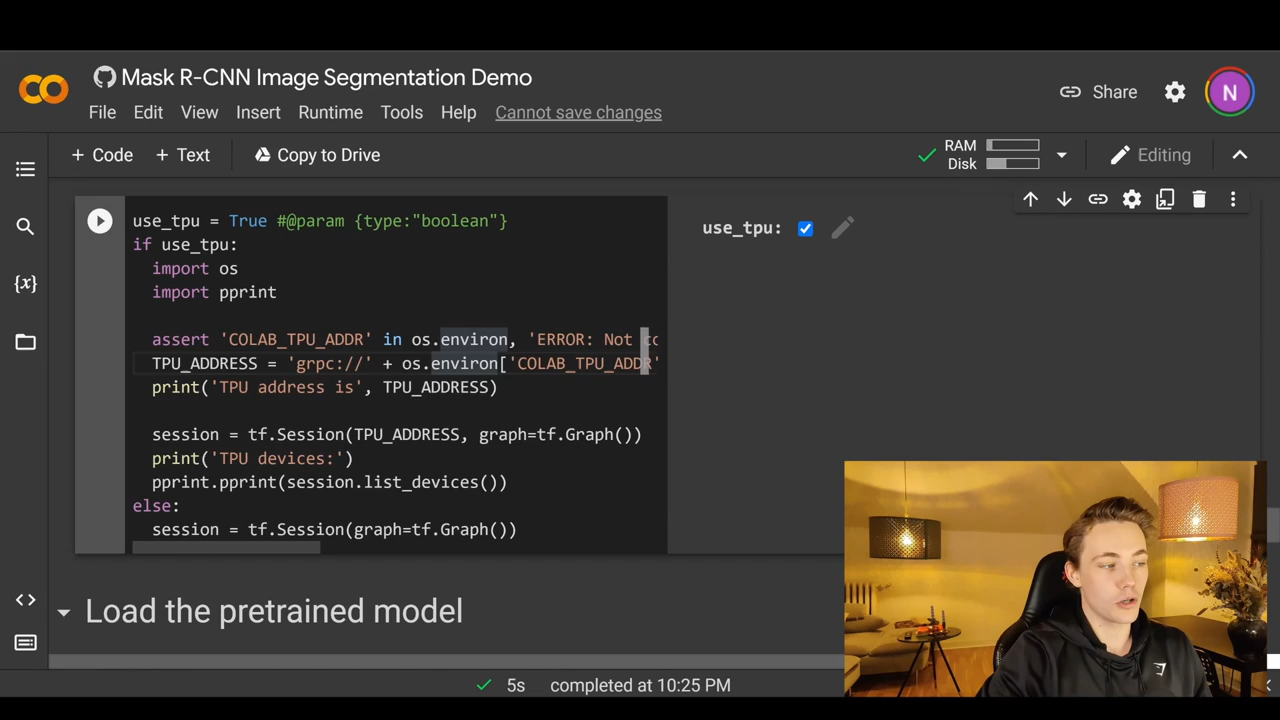 Mask R-CNN Image Segmentation Demo
File Edit View Insert Runtime Tools Help Cannot save changes
Share
N
+ Code + Text Copy to Drive
RAM
Disk
Editing
use_tpu = True #@param {type:"boolean"}
if use_tpu:
import os
import pprint
assert 'COLAB_TPU_ADDR' in os.environ, 'ERROR: Not
TPU_ADDRESS = 'grpc://' + os.environ['COLAB_TPU_ADDR'
print('TPU address is', TPU_ADDRESS)
session = tf.Session(TPU_ADDRESS, graph=tf.Graph())
print('TPU devices:')
pprint.pprint(session.list_devices())
else:
session = tf.Session(graph=tf.Graph())
use_tpu:
{x}
Load the pretrained model
5s completed at 10:25 PM